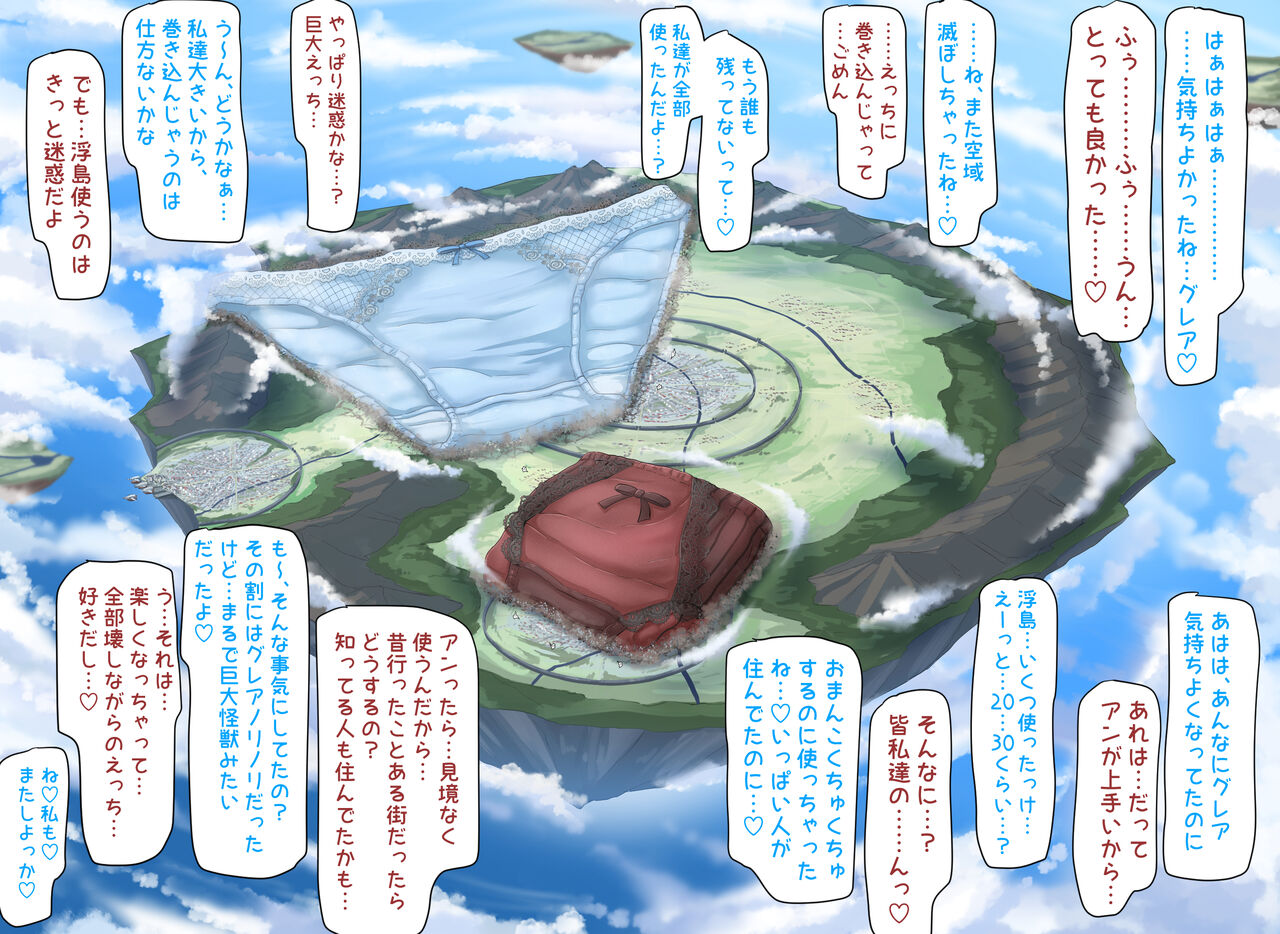 はぁはぁはぁ…………
……気持ちよかったね…グレア♡
ふぅ………ふぅ……うん…
とっても良かった……♡
……ね、また空域
滅ぼしちゃったね…♡
……えっちに
巻き込んじゃって
…ごめん
もう誰も
残ってないって…♡
私達が全部
使ったんだよ…？
やっぱり迷惑かな…？
巨大えっち…
う〜ん、どうかなぁ…
私達大きいから、
巻き込んじゃうのは
仕方ないかな
でも…浮島使うのは
きっと迷惑だよ
あはは、あんなにグレア
気持ちよくなってたのに
あれは…だって
アンが上手いから…
浮島…いくつ使ったっけ…
えーっと…20…30くらい…？
そんなに…？
皆私達の……んっ♡
おまんこくちゅくちゅ
するのに使っちゃった
ね…♡いっぱい人が
住んでたのに…♡
アンったら…見境なく
使うんだから…
昔行ったことある街だったら
どうするの？
知ってる人も住んでたかも…
も〜、そんな事気にしてたの？
その割にはグレアノリノリだった
けど…まるで巨大怪獣みたい
だったよ♡
う…それは…
楽しくなっちゃって…
全部壊しながらのえっち…
好きだし…♡
ね♡私も♡
またしよっか♡